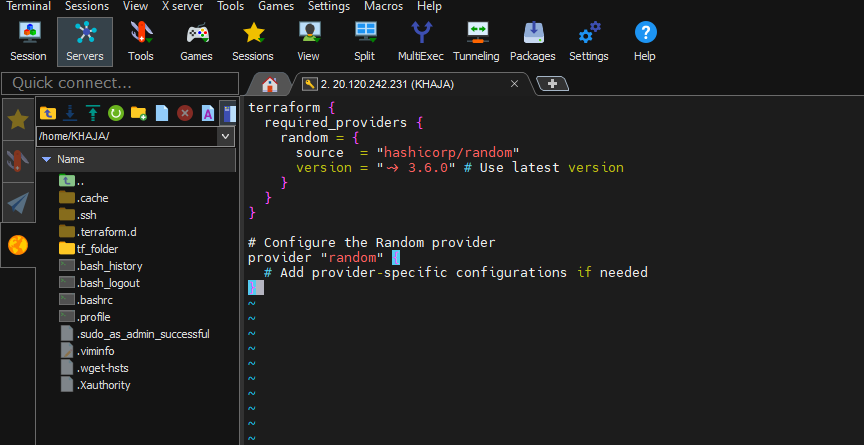 Terminal Sessions View X server Tools Games Settings Macros Help
Session Servers Tools Games Sessions View Split MultiExec Tunneling Packages Settings Help
Quick connect...
2. 20.120.242.231 (KHAJA)
/home/KHAJA/
Name
..
.cache
.ssh
.terraform.d
tf_folder
.bash_history
.bash_logout
.bashrc
.profile
.sudo_as_admin_successful
.viminfo
.wget-hsts
.Xauthority
terraform {
  required_providers {
    random = {
      source  = "hashicorp/random"
      version = "~> 3.6.0" # Use latest version
    }
  }
}

# Configure the Random provider
provider "random" {
  # Add provider-specific configurations if needed
}
~
~
~
~
~
~
~
~
~
~